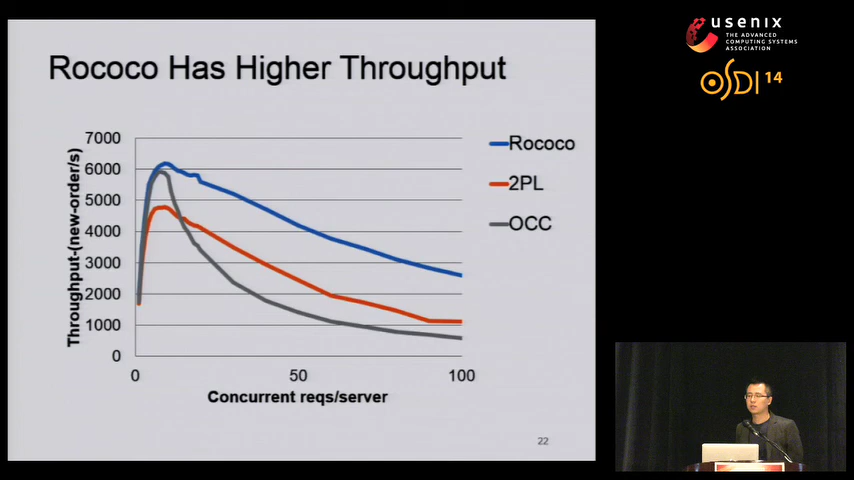 usenix
THE ADVANCED
COMPUTING SYSTEMS
ASSOCIATION
OSDI 14
Rococo Has Higher Throughput
7000
6000
5000
4000
3000
2000
1000
0
Throughput-(new-order/s)
0
50
100
Concurrent reqs/server
Rococo
2PL
OCC
22